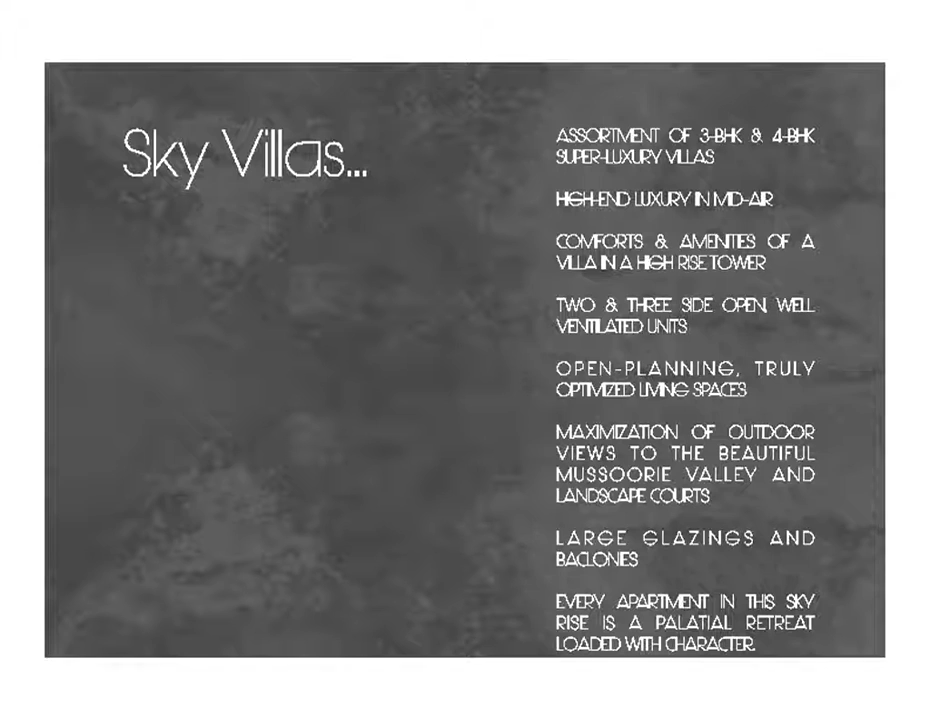 Sky Villas...
ASSORTMENT OF 3-BHK & 4-BHK
SUPER-LUXURY VILLAS
HIGH-END LUXURY IN MID-AIR
COMFORTS & AMENITIES OF A
VILLA IN A HIGH RISE TOWER
TWO & THREE SIDE OPEN, WELL
VENTILATED UNITS
OPEN-PLANNING, TRULY
OPTIMIZED LIVING SPACES
MAXIMIZATION OF OUTDOOR
VIEWS TO THE BEAUTIFUL
MUSSOORIE VALLEY AND
LANDSCAPE COURTS
LARGE GLAZINGS AND
BACLONIES
EVERY APARTMENT IN THIS SKY
RISE IS A PALATIAL RETREAT
LOADED WITH CHARACTER.